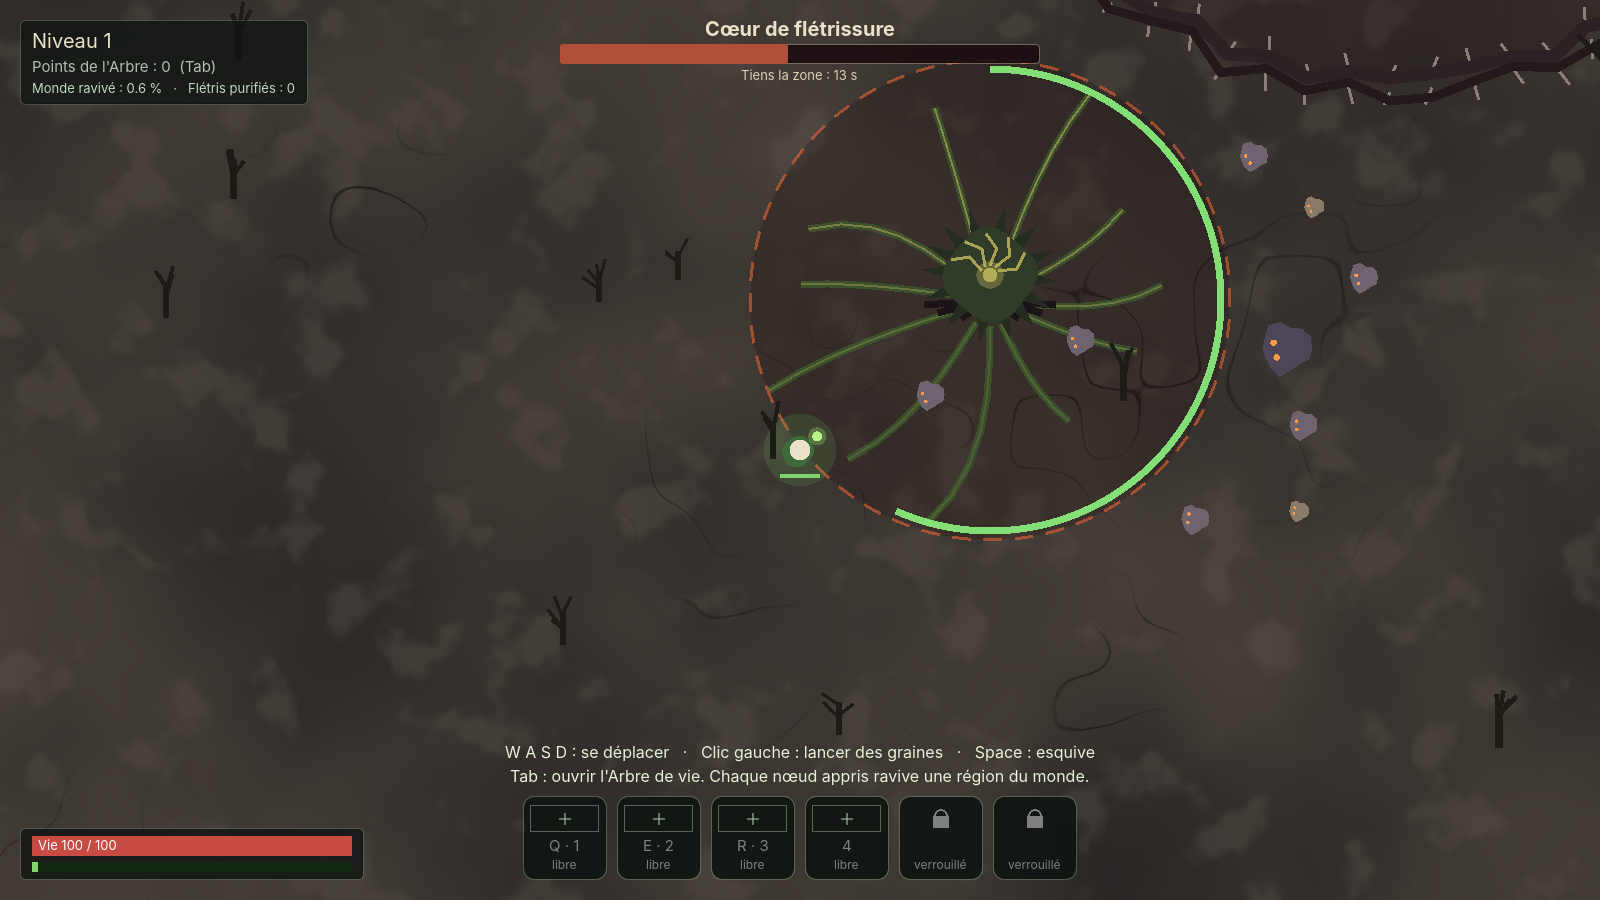 Niveau 1
Points de l'Arbre : 0 (Tab)
Monde ravivé : 0.6 % · Flétris purifiés : 0
Cœur de flétrissure
Tiens la zone : 13 s
W A S D : se déplacer · Clic gauche : lancer des graines · Space : esquive
Tab : ouvrir l'Arbre de vie. Chaque nœud appris ravive une région du monde.
Q · 1
E · 2
R · 3
4
libre
libre
libre
libre
verrouillé
verrouillé
Vie 100 / 100